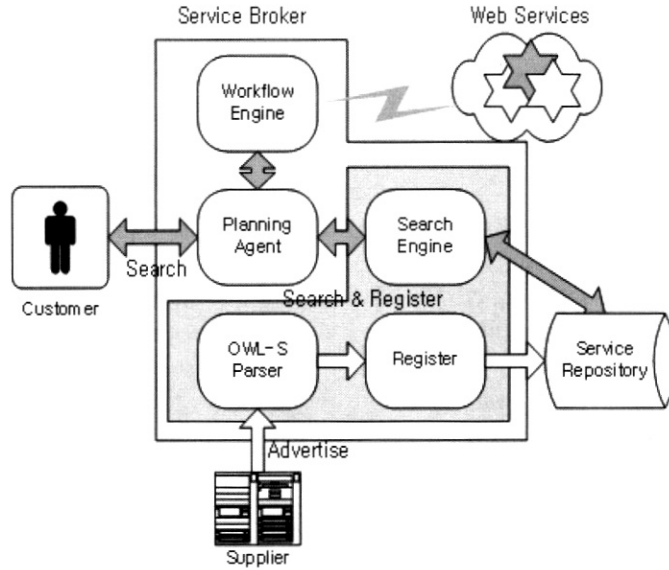 Service Broker
Web Services
Workflow
Engine
Planning
Agent
Search
Engine
Search
Customer
Search & Register
OWL-S
Parser
Register
Service
Repository
Advertise
Supplier